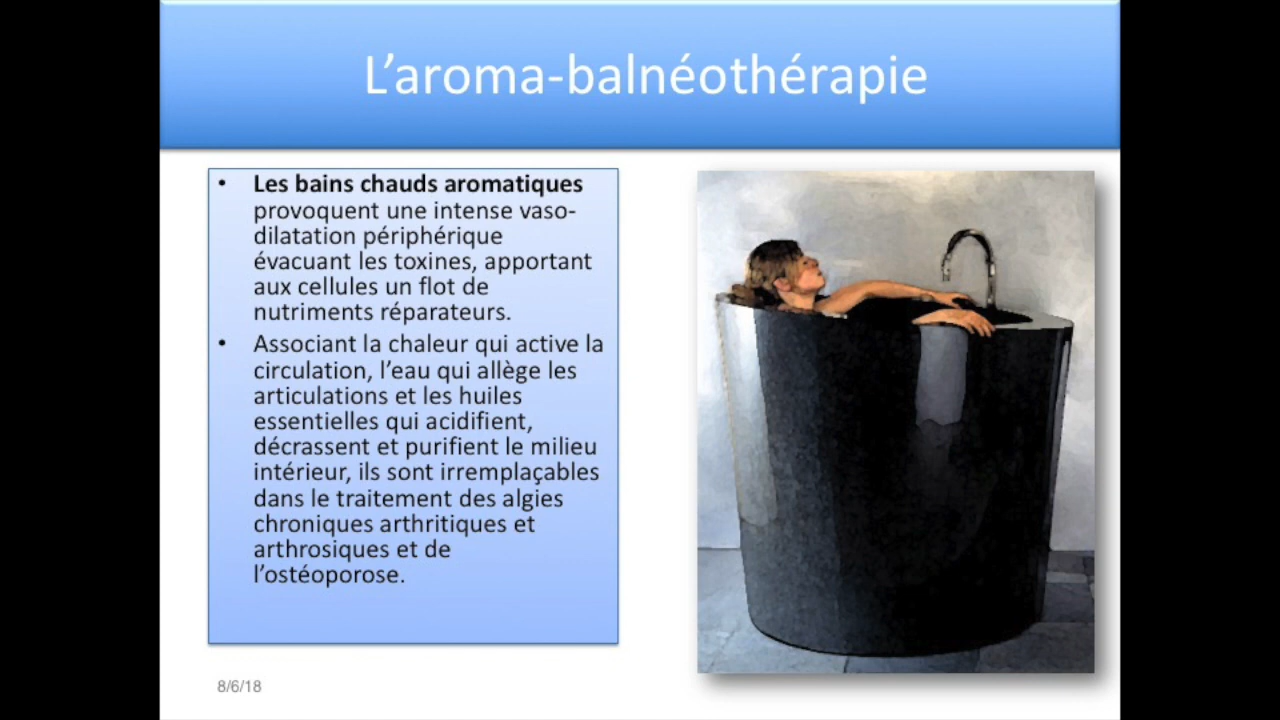 L’aroma-balnéothérapie
• Les bains chauds aromatiques
provoquent une intense vaso-
dilatation périphérique
évacuant les toxines, apportant
aux cellules un flot de
nutriments réparateurs.
• Associant la chaleur qui active la
circulation, l’eau qui allège les
articulations et les huiles
essentielles qui acidifient,
décrassent et purifient le milieu
intérieur, ils sont irremplaçables
dans le traitement des algies
chroniques arthritiques et
arthrosiques et de
l’ostéoporose.
8/6/18